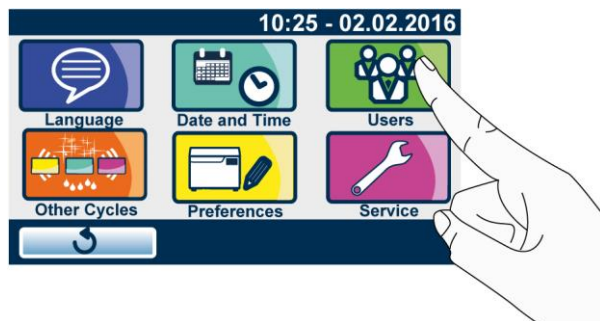 10:25 - 02.02.2016
Language Date and Time Users
Other Cycles Preferences Service